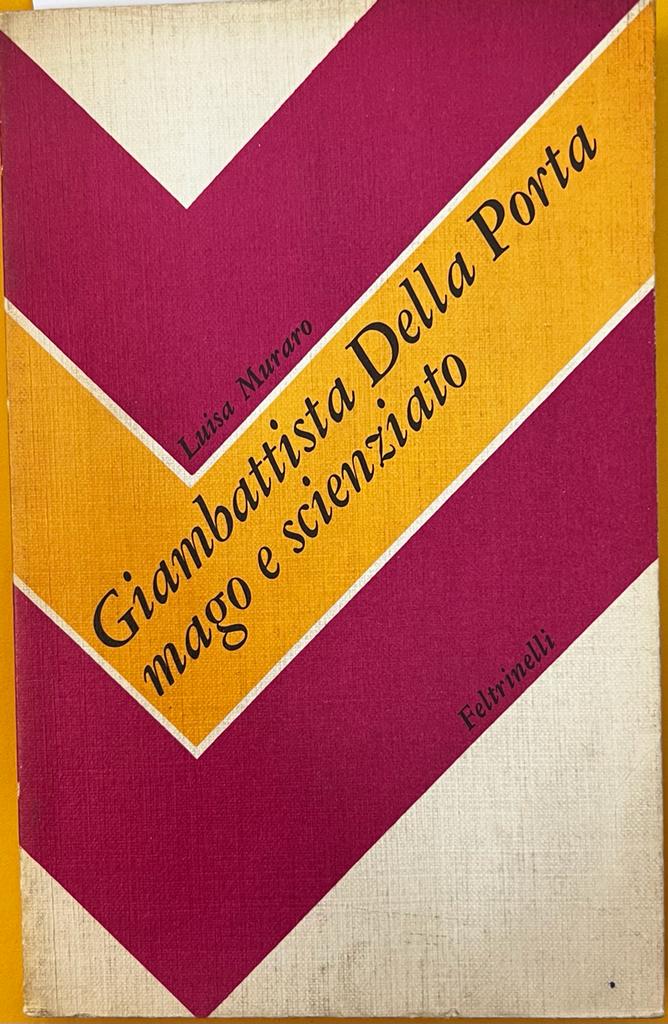 Luisa Muraro
Giambattista Della Porta
mago e scienziato
Feltrinelli